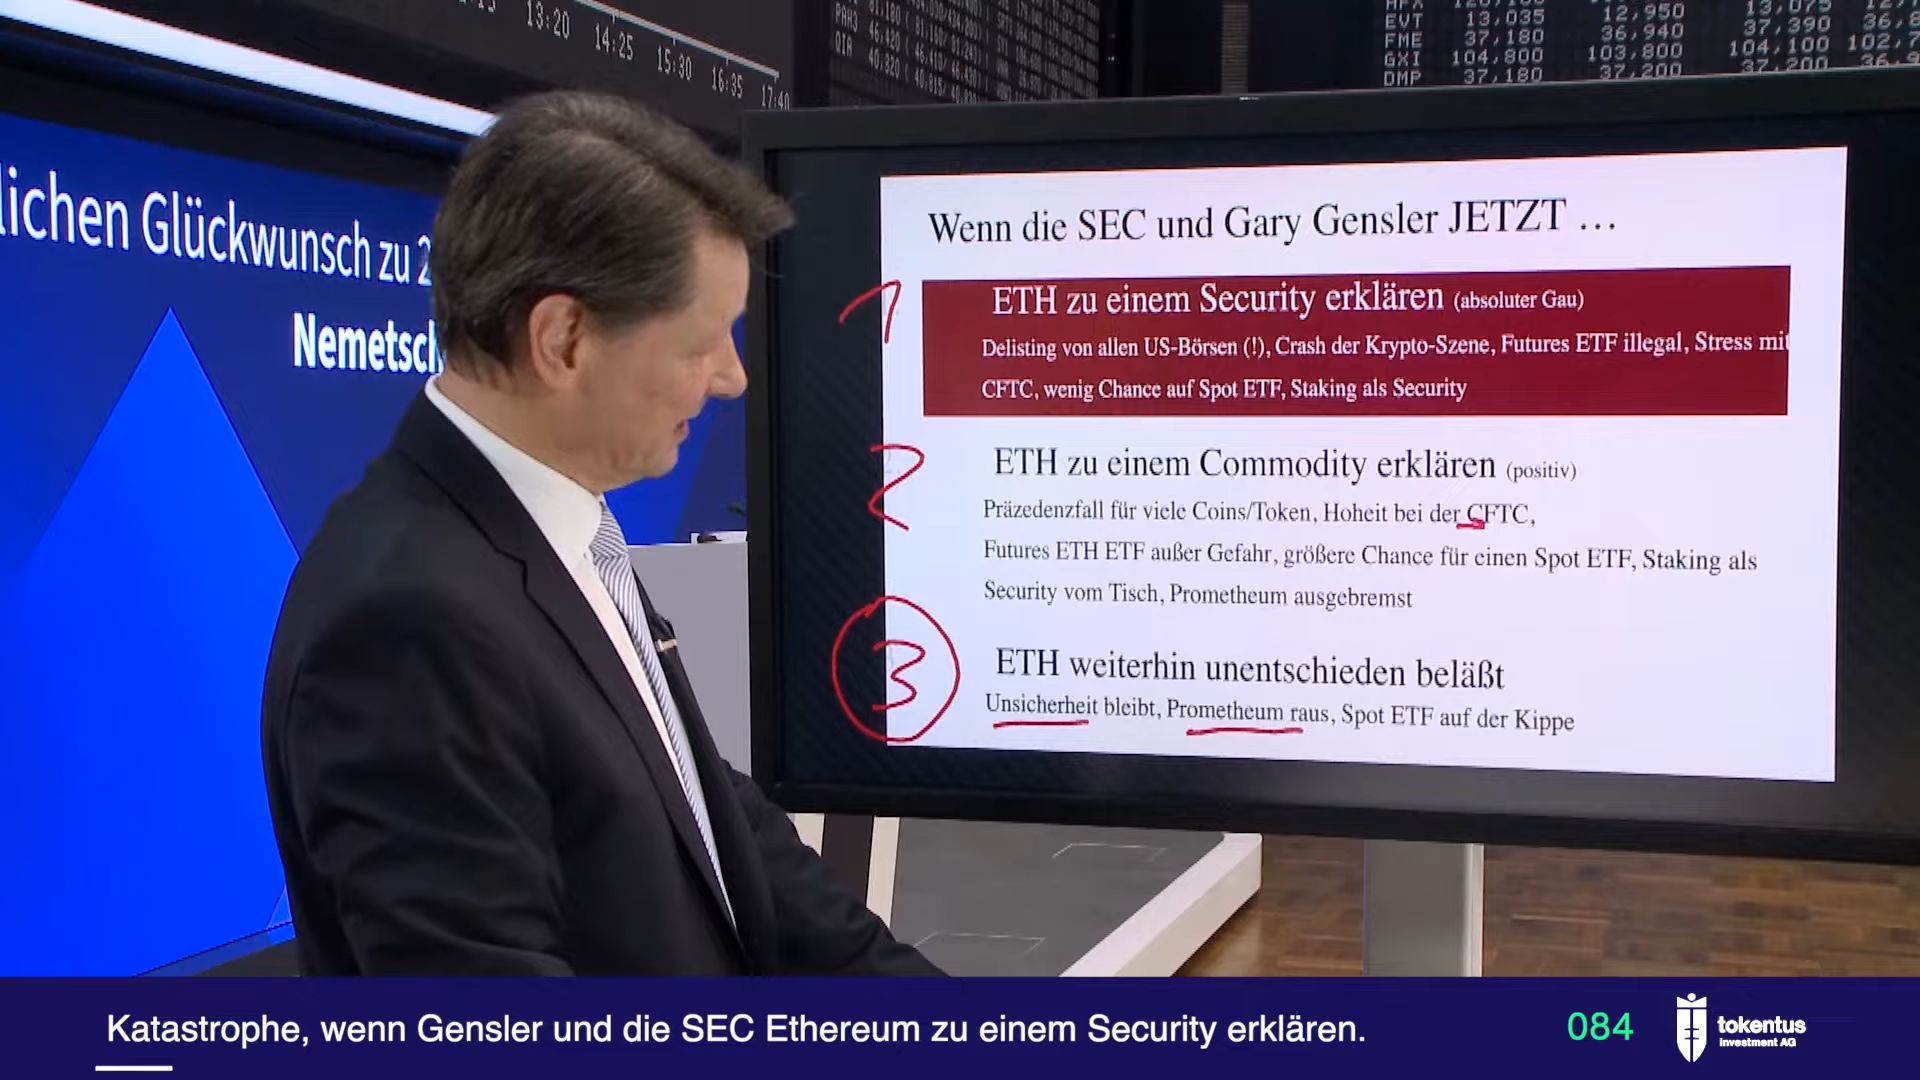 13:20
14:25
15:30
16:35
17:40
EVT 13,035 12,950 13,075
FME 37,180 36,940 37,390 36,8
GXI 104,800 103,800 104,100 102,7
DMP 37,180 37,200 37,200 36,9
lichen Glückwunsch zu 2
Nemetsch
Wenn die SEC und Gary Gensler JETZT ...
1
ETH zu einem Security erklären (absoluter Gau)
Delisting von allen US-Börsen (!), Crash der Krypto-Szene, Futures ETF illegal, Stress mit
CFTC, wenig Chance auf Spot ETF, Staking als Security
2
ETH zu einem Commodity erklären (positiv)
Präzedenzfall für viele Coins/Token, Hoheit bei der CFTC,
Futures ETH ETF außer Gefahr, größere Chance für einen Spot ETF, Staking als
Security vom Tisch, Prometheum ausgebremst
3
ETH weiterhin unentschieden beläßt
Unsicherheit bleibt, Prometheum raus, Spot ETF auf der Kippe
Katastrophe, wenn Gensler und die SEC Ethereum zu einem Security erklären.
084
tokentus
investment AG